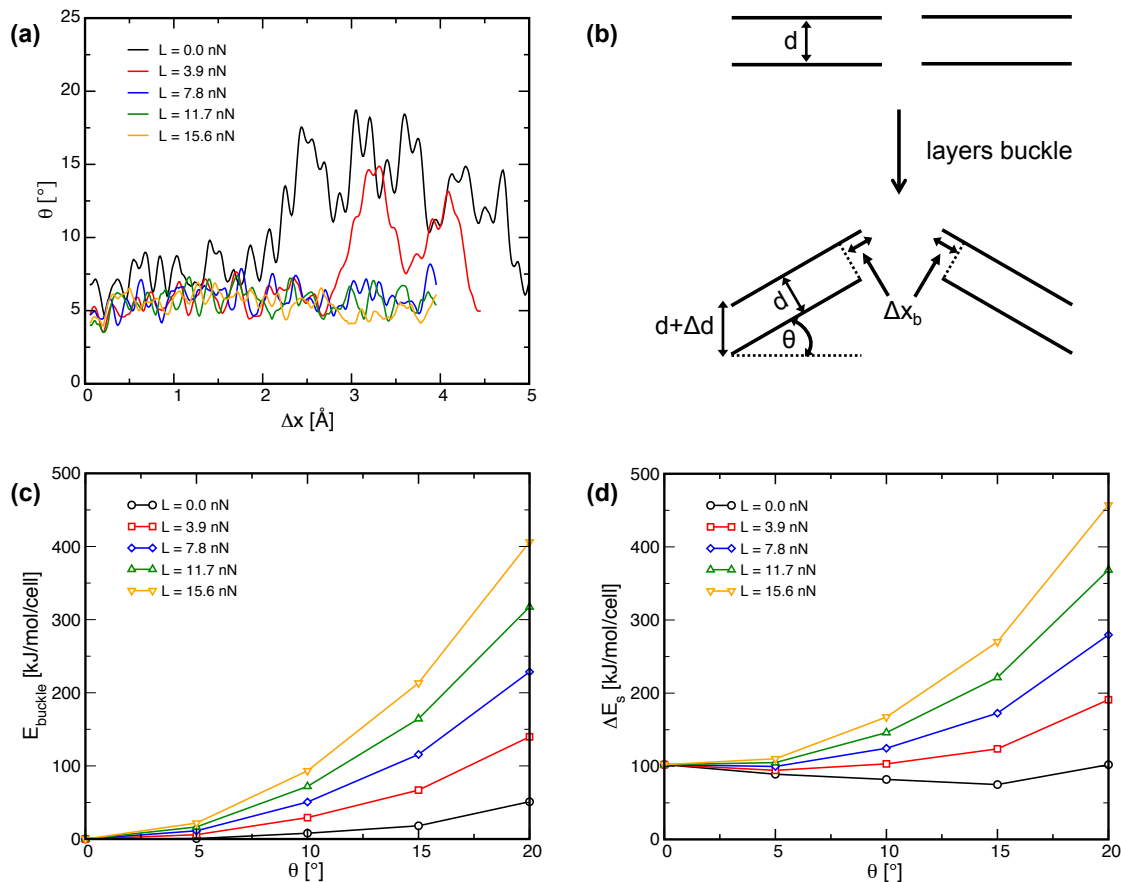 (a)
25
20
15
10
5
0
θ [°]
L = 0.0 nN
L = 3.9 nN
L = 7.8 nN
L = 11.7 nN
L = 15.6 nN
0 1 2 3 4 5
Δx [Å]
(b)
d
layers buckle
d+Δd
d
θ
Δx_b
(c)
500
400
300
200
100
0
E_buckle [kJ/mol/cell]
L = 0.0 nN
L = 3.9 nN
L = 7.8 nN
L = 11.7 nN
L = 15.6 nN
0 5 10 15 20
θ [°]
(d)
500
400
300
200
100
0
ΔE_s [kJ/mol/cell]
L = 0.0 nN
L = 3.9 nN
L = 7.8 nN
L = 11.7 nN
L = 15.6 nN
0 5 10 15 20
θ [°]